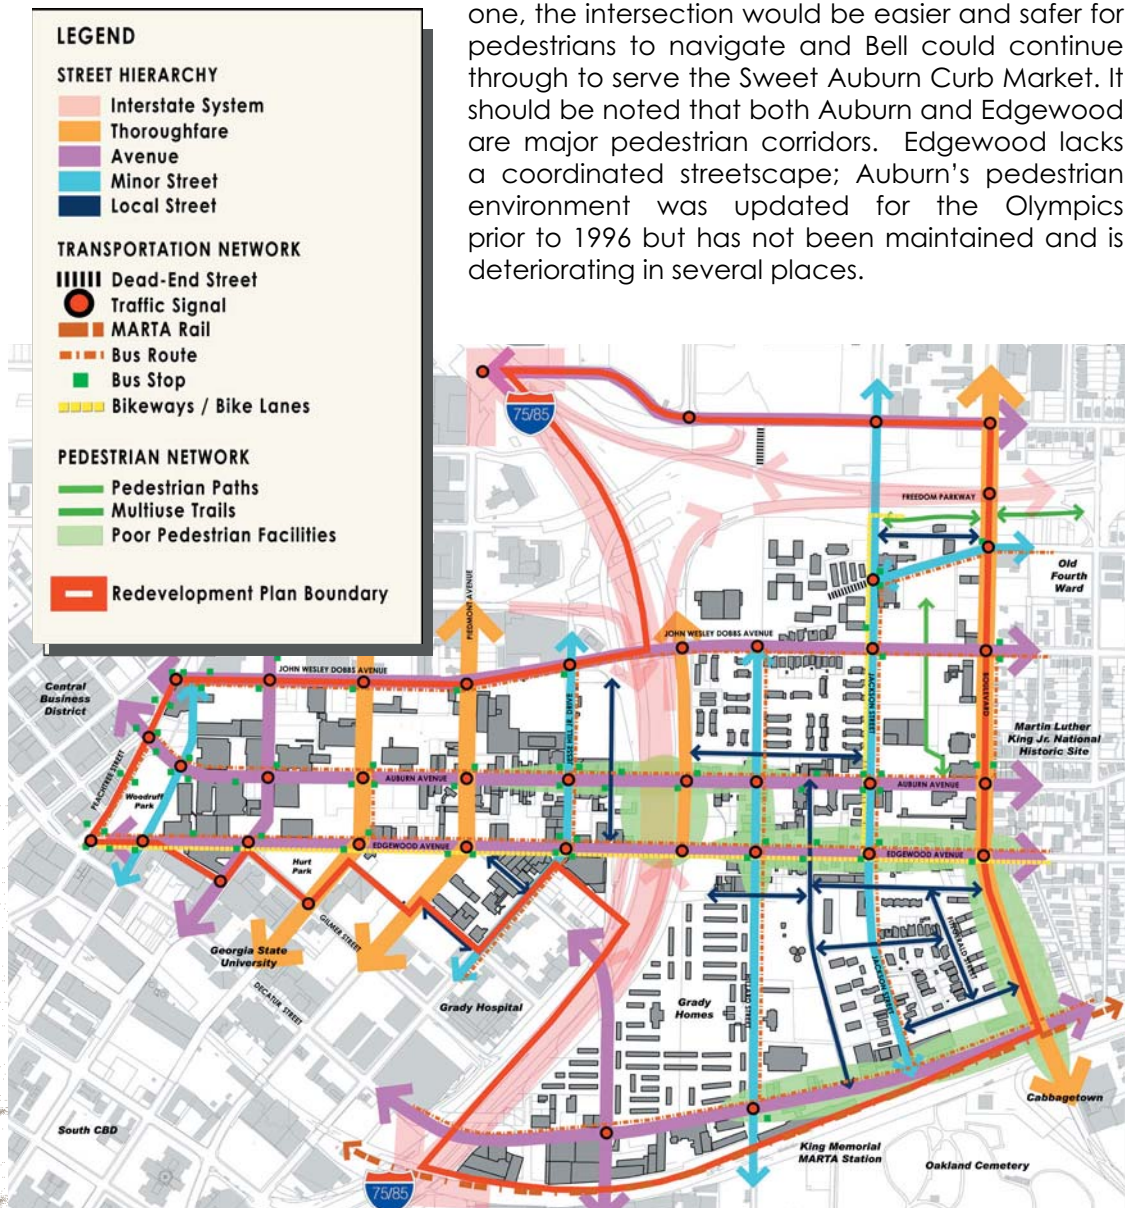 LEGEND
STREET HIERARCHY
Interstate System
Thoroughfare
Avenue
Minor Street
Local Street
TRANSPORTATION NETWORK
Dead-End Street
Traffic Signal
MARTA Rail
Bus Route
Bus Stop
Bikeways / Bike Lanes
PEDESTRIAN NETWORK
Pedestrian Paths
Multiuse Trails
Poor Pedestrian Facilities
Redevelopment Plan Boundary
one, the intersection would be easier and safer for
pedestrians to navigate and Bell could continue
through to serve the Sweet Auburn Curb Market. It
should be noted that both Auburn and Edgewood
are major pedestrian corridors. Edgewood lacks
a coordinated streetscape; Auburn's pedestrian
environment was updated for the Olympics
prior to 1996 but has not been maintained and is
deteriorating in several places.
75/85
FREEDOM PARKWAY
Old
Fourth
Ward
PIEDMONT AVENUE
JOHN WESLEY DOBBS AVENUE
JOHN WESLEY DOBBS AVENUE
Central
Business
District
JESSE HILL JR. DRIVE
JACKSON STREET
BOULEVARD
Martin Luther
King Jr. National
Historic Site
PEACHTREE STREET
Woodruff
Park
AUBURN AVENUE
AUBURN AVENUE
EDGEWOOD AVENUE
EDGEWOOD AVENUE
Hurt
Park
GILMER STREET
Georgia State
University
DECATUR STREET
Grady Hospital
Grady
Homes
HILLIARD STREET
JACKSON STREET
FITZGERALD STREET
Cabbagetown
South CBD
King Memorial
MARTA Station
Oakland Cemetery
75/85